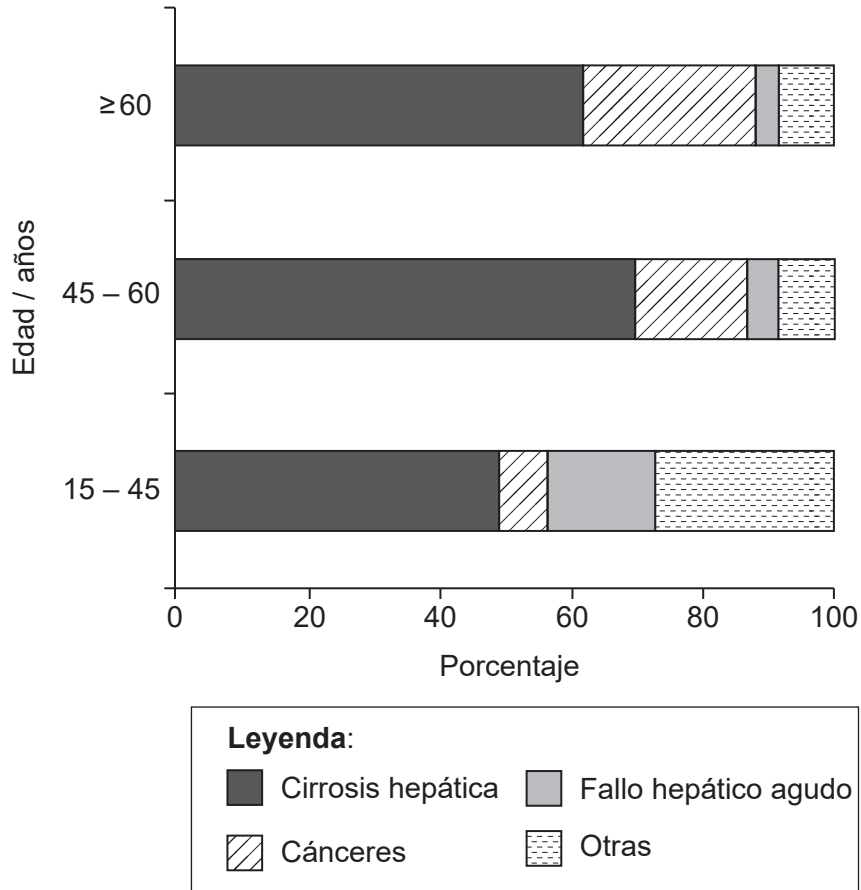 ≥ 60
45 – 60
15 – 45
Edad / años
0 20 40 60 80 100
Porcentaje
Leyenda:
Cirrosis hepática Fallo hepático agudo
Cánceres Otras